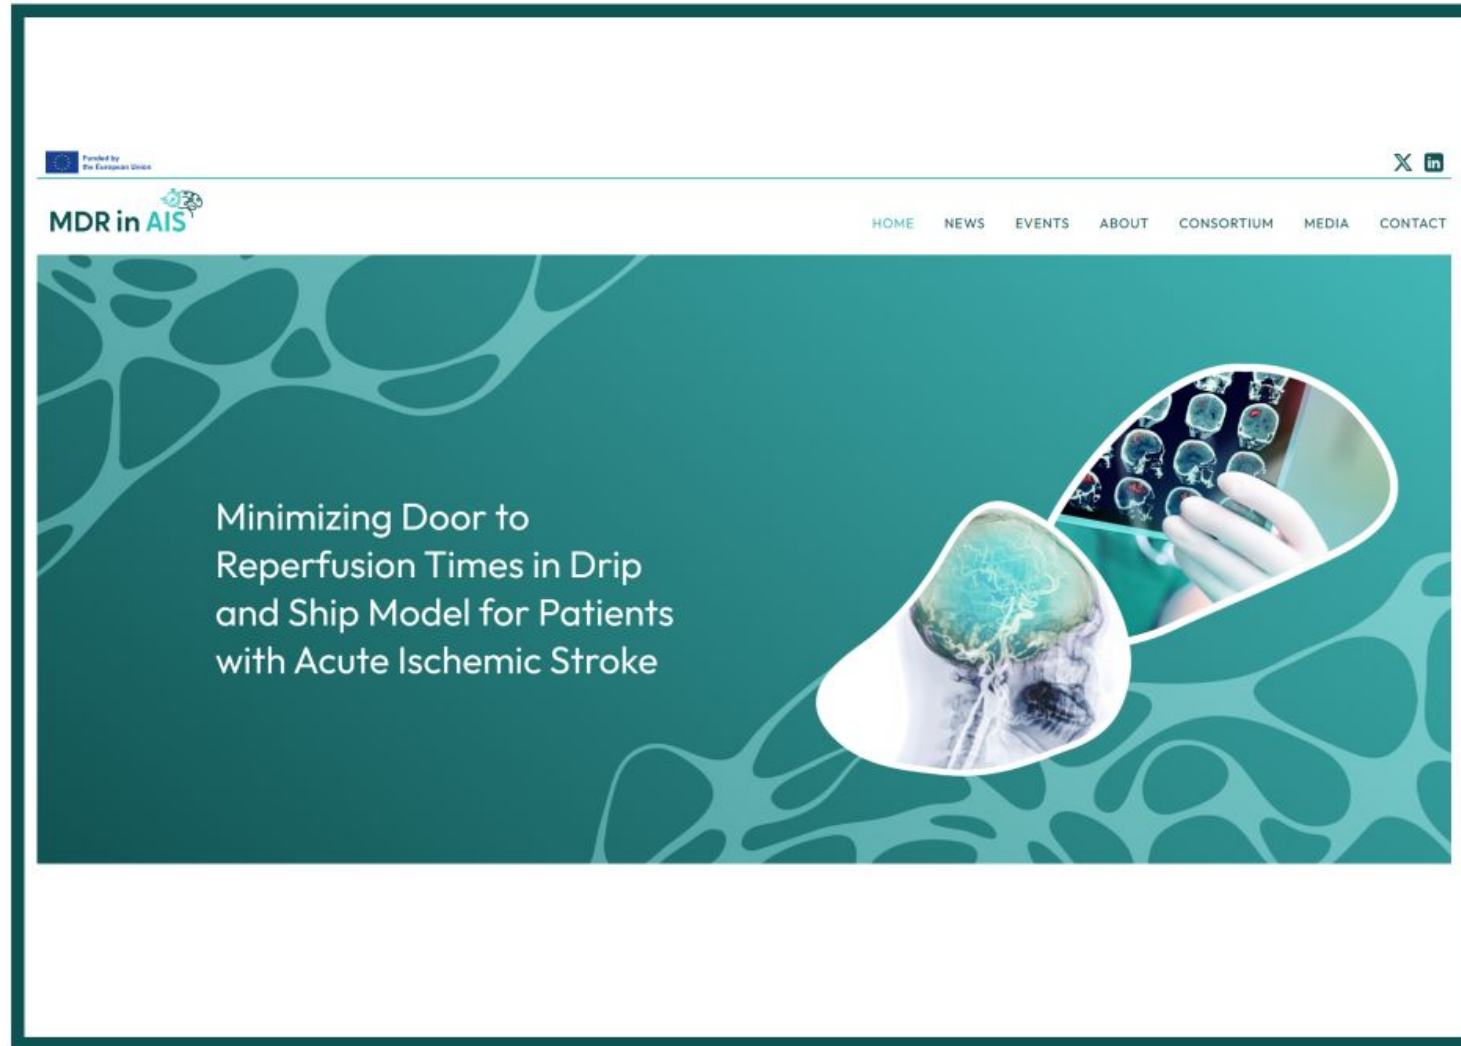 Funded by
the European Union
MDR in AIS
HOME NEWS EVENTS ABOUT CONSORTIUM MEDIA CONTACT
Minimizing Door to
Reperfusion Times in Drip
and Ship Model for Patients
with Acute Ischemic Stroke